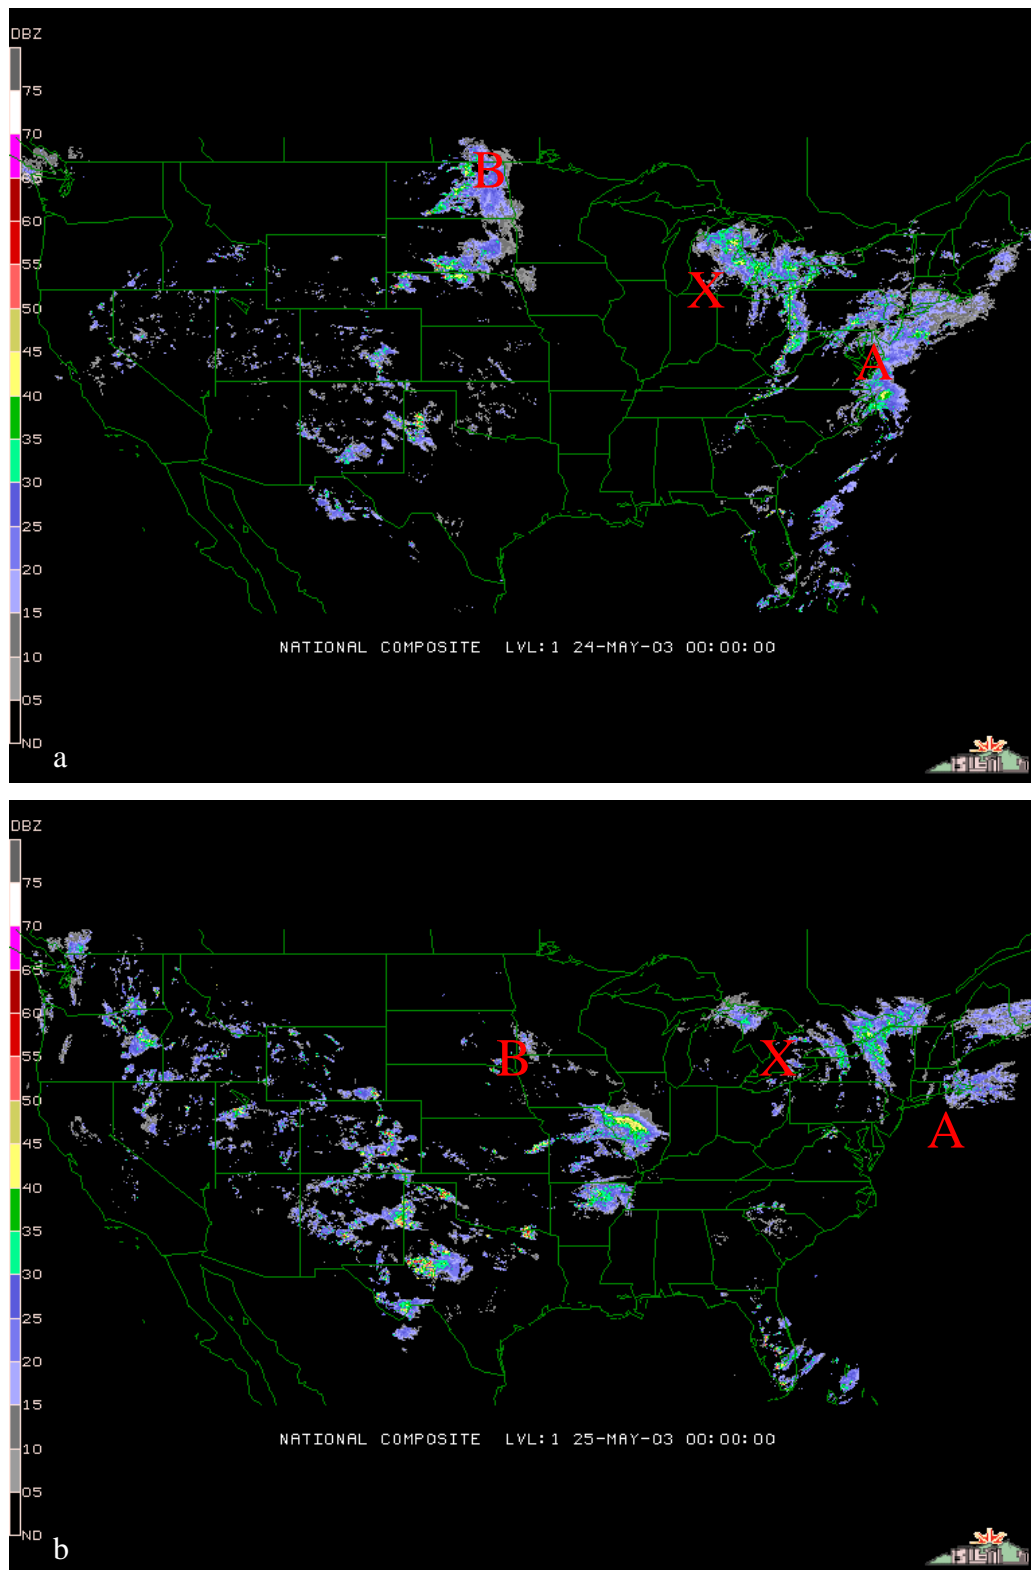 DBZ
75
70
65
60
55
50
45
40
35
30
25
20
15
10
05
ND
B
X
A
NATIONAL COMPOSITE LVL:1 24-MAY-03 00:00:00
a
DBZ
75
70
65
60
55
50
45
40
35
30
25
20
15
10
05
ND
B
X
A
NATIONAL COMPOSITE LVL:1 25-MAY-03 00:00:00
b